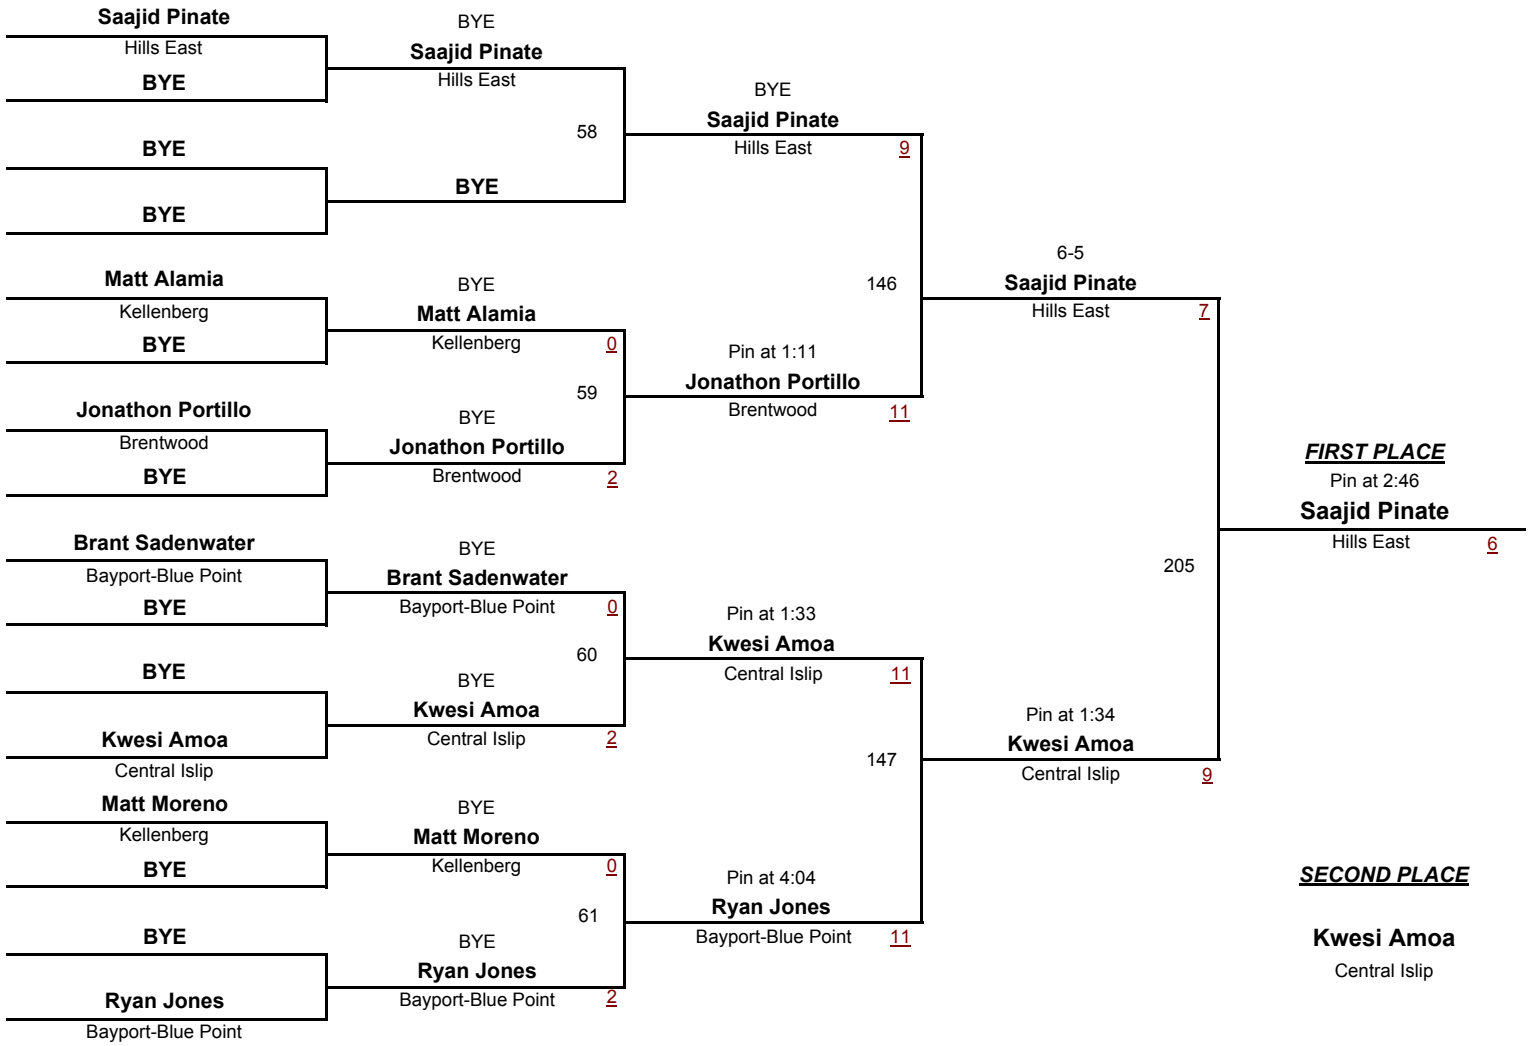 Saajid Pinate
Hills East
BYE
BYE
BYE
Matt Alamia
Kellenberg
BYE
Jonathon Portillo
Brentwood
BYE
Brant Sadenwater
Bayport-Blue Point
BYE
BYE
Kwesi Amoa
Central Islip
Matt Moreno
Kellenberg
BYE
BYE
Ryan Jones
Bayport-Blue Point
BYE
Saajid Pinate
Hills East
58
BYE
BYE
Matt Alamia
Kellenberg 0
59
BYE
Jonathon Portillo
Brentwood 2
BYE
Brant Sadenwater
Bayport-Blue Point 0
60
BYE
Kwesi Amoa
Central Islip 2
BYE
Matt Moreno
Kellenberg 0
61
BYE
Ryan Jones
Bayport-Blue Point 2
BYE
Saajid Pinate
Hills East 9
146
Pin at 1:11
Jonathon Portillo
Brentwood 11
Pin at 1:33
Kwesi Amoa
Central Islip 11
147
Pin at 4:04
Ryan Jones
Bayport-Blue Point 11
6-5
Saajid Pinate
Hills East 7
205
Pin at 1:34
Kwesi Amoa
Central Islip 9
FIRST PLACE
Pin at 2:46
Saajid Pinate
Hills East 6
SECOND PLACE
Kwesi Amoa
Central Islip